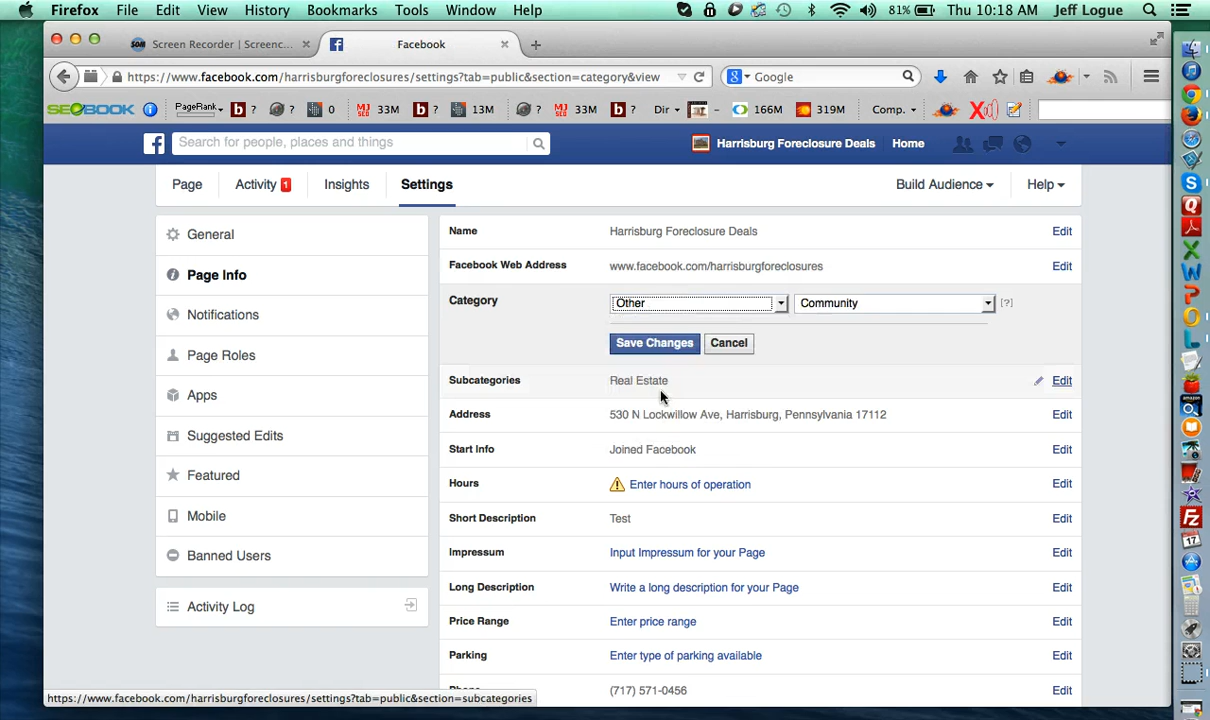 Firefox File Edit View History Bookmarks Tools Window Help 81% Thu 10:18 AM Jeff Logue
SOM Screen Recorder | Screenc... Facebook
https://www.facebook.com/harrisburgforeclosures/settings?tab=public&section=category&view Google
SEOBOOK PageRank ? ? 0 33M ? 13M ? 33M ? Dir - 166M 319M Comp.
Search for people, places and things Harrisburg Foreclosure Deals Home
Page Activity 1 Insights Settings Build Audience Help
General
Page Info
Notifications
Page Roles
Apps
Suggested Edits
Featured
Mobile
Banned Users
Activity Log
Name Harrisburg Foreclosure Deals Edit
Facebook Web Address www.facebook.com/harrisburgforeclosures Edit
Category Other Community [?]
Save Changes Cancel
Subcategories Real Estate Edit
Address 530 N Lockwillow Ave, Harrisburg, Pennsylvania 17112 Edit
Start Info Joined Facebook Edit
Hours Enter hours of operation Edit
Short Description Test Edit
Impressum Input Impressum for your Page Edit
Long Description Write a long description for your Page Edit
Price Range Enter price range Edit
Parking Enter type of parking available Edit
Phone (717) 571-0456 Edit
https://www.facebook.com/harrisburgforeclosures/settings?tab=public&section=subcategories